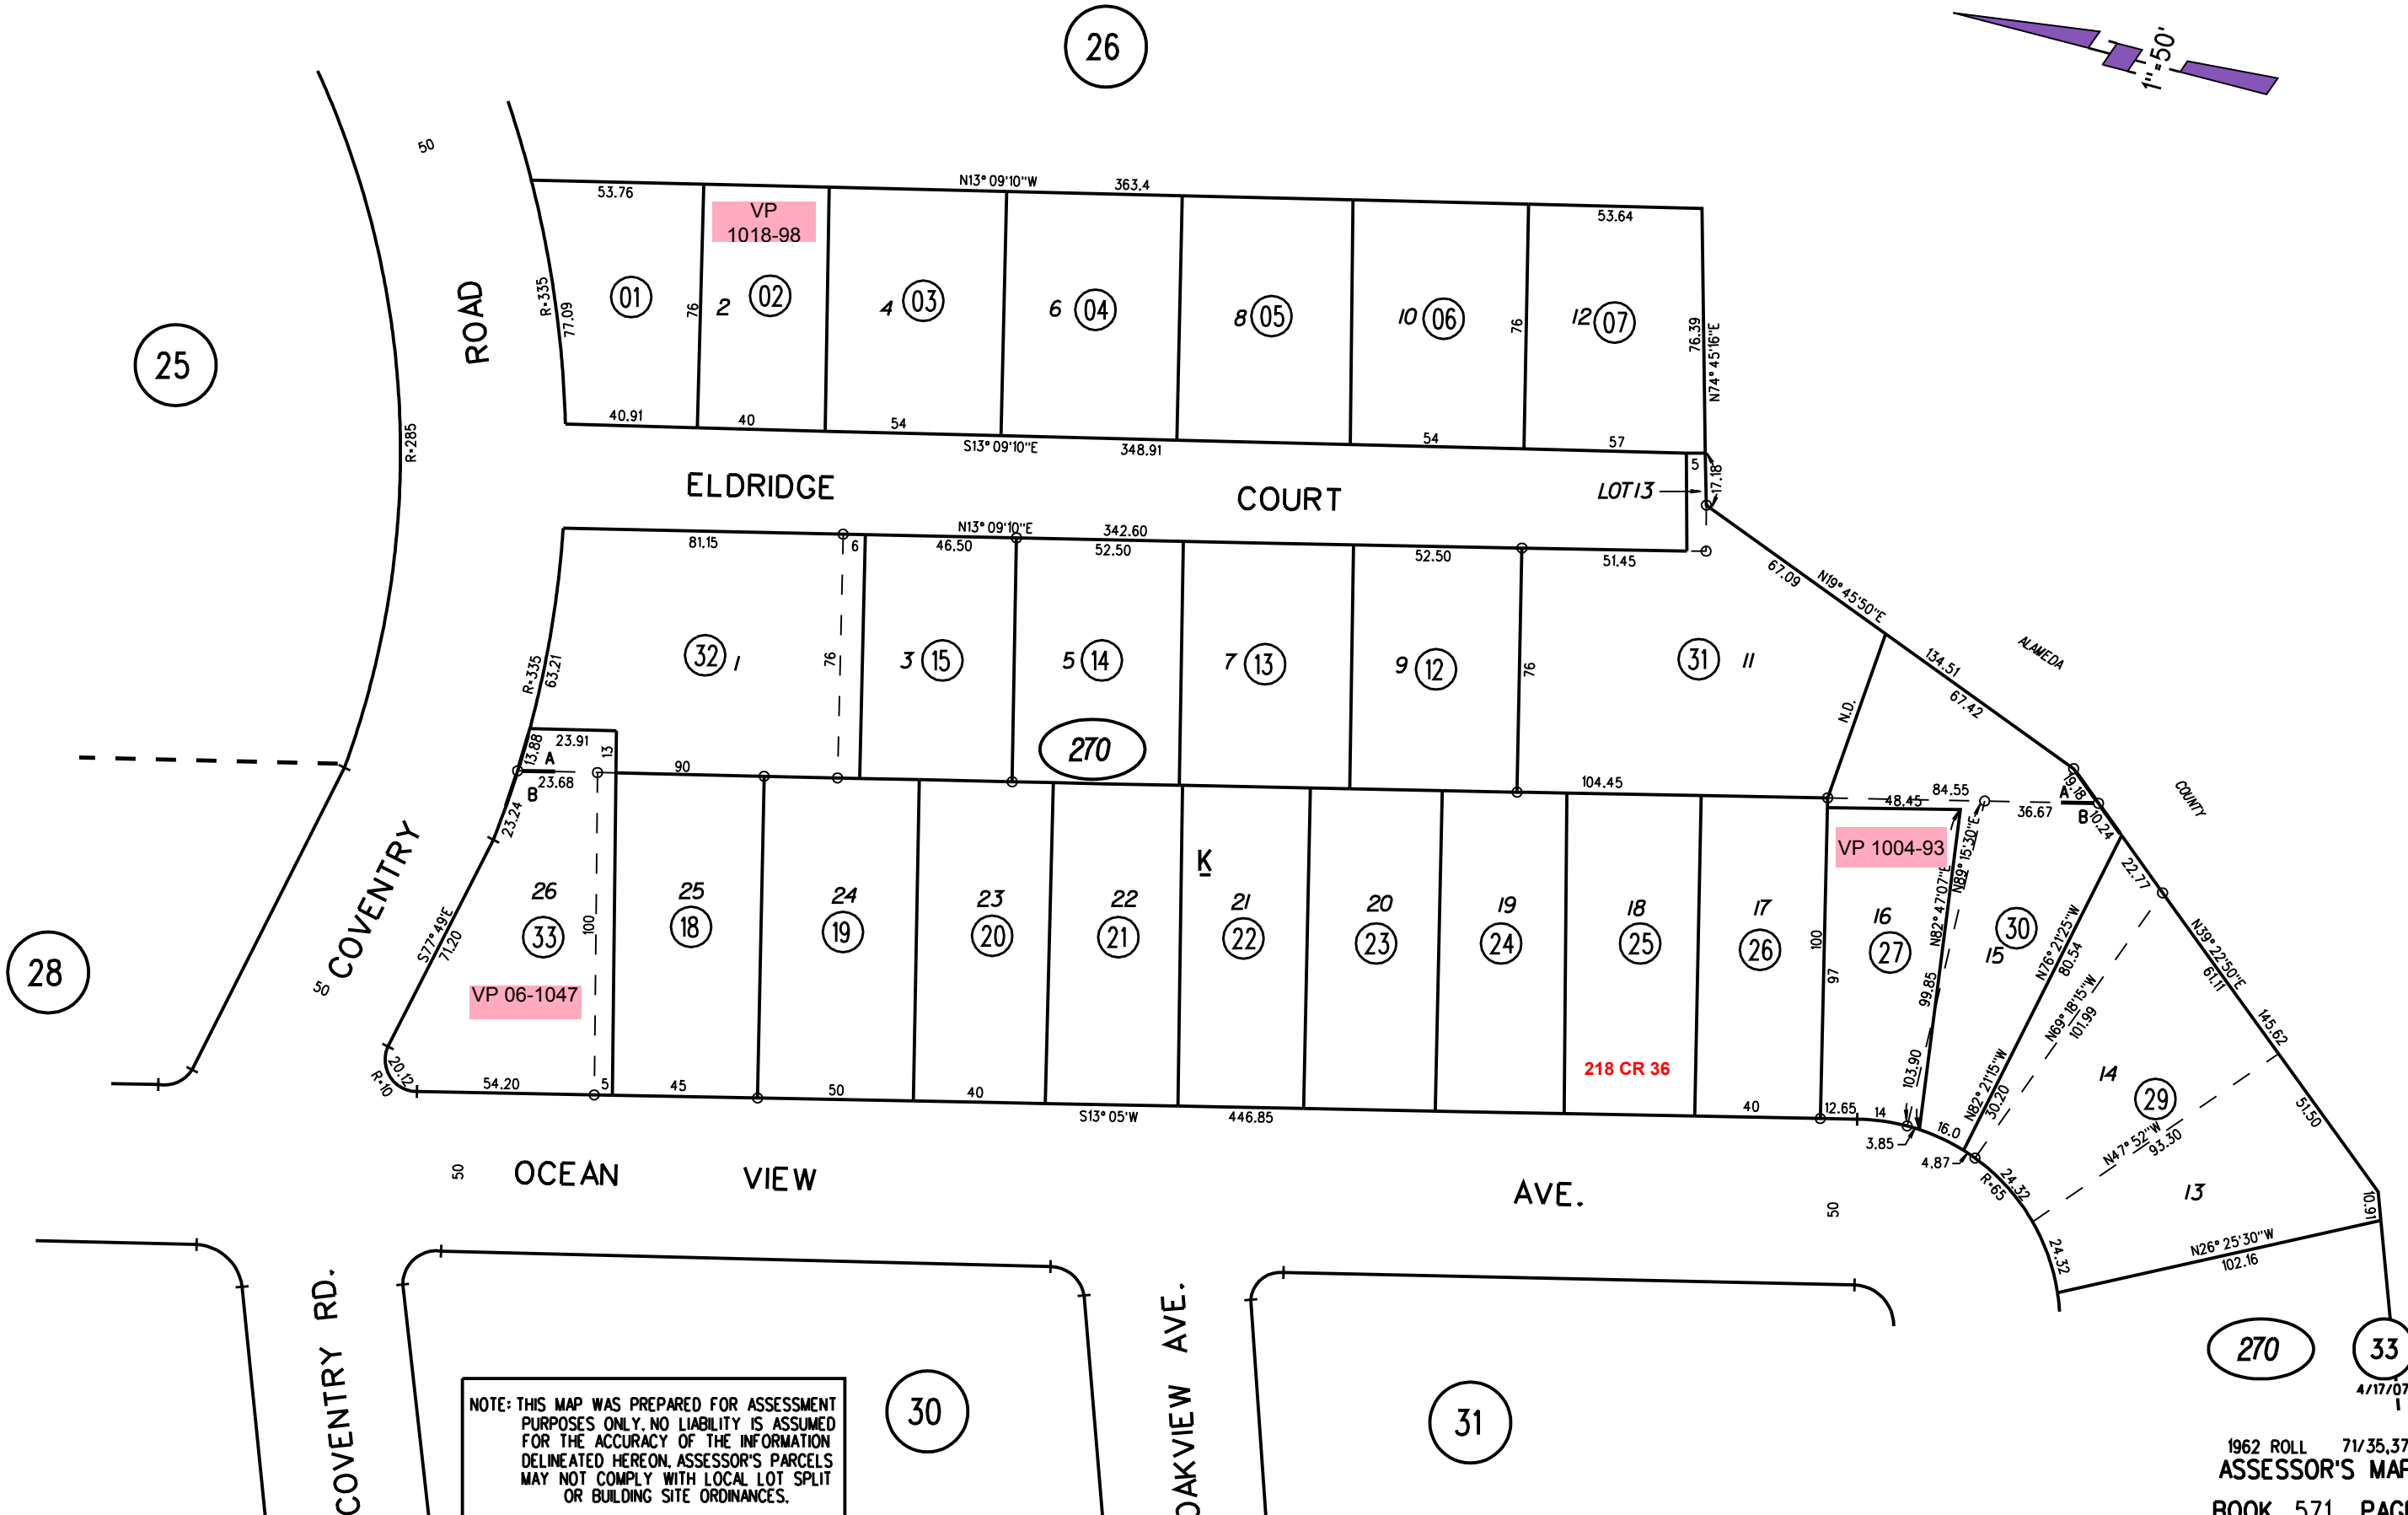 26
1"=50'
50
N13° 09'10"W
363.4
53.76
VP
1018-98
53.64
25
ROAD
R=335
77.09
01
76
2
02
4
03
6
04
8
05
10
06
76
12
07
76.39
N74° 45'16"E
R=285
40.91
40
54
S13° 09'10"E
348.91
54
57
5
17.18
LOT13
ELDRIDGE
COURT
N13° 09'10"E
342.60
81.15
6
46.50
52.50
52.50
51.45
67.09
N19° 45'50"E
134.51
67.42
ALAMEDA
COUNTY
R=335
63.21
32
1
76
3
15
5
14
7
13
9
12
76
31
11
N.D.
270
13.88
23.91
A
13
23.68
B
23.24
90
104.45
84.55
48.45
36.67
A
B
19.18
10.24
22.77
VP 1004-93
N89° 15'30"E
N82° 47'07"E
K
COVENTRY
50
28
S77° 49'E
71.20
26
33
VP 06-1047
100
25
18
24
19
23
20
22
21
21
22
20
23
19
24
18
25
218 CR 36
17
26
100
97
16
27
99.85
103.90
30
15
N76° 21'25"W
80.54
N69° 18'15"W
101.99
N39° 22'50"E
61.11
145.62
N82° 21'15"W
30.20
14
29
51.50
N47° 52"W
93.30
13
10.91
20.12
R=10
54.20
5
45
50
40
S13° 05'W
446.85
40
12.65
14
3.85
16.0
4.87
24.32
R=65
24.32
N26° 25'30"W
102.16
50
OCEAN
VIEW
AVE.
50
COVENTRY RD.
OAKVIEW AVE.
30
31
NOTE: THIS MAP WAS PREPARED FOR ASSESSMENT
PURPOSES ONLY. NO LIABILITY IS ASSUMED
FOR THE ACCURACY OF THE INFORMATION
DELINEATED HEREON. ASSESSOR'S PARCELS
MAY NOT COMPLY WITH LOCAL LOT SPLIT
OR BUILDING SITE ORDINANCES.
270
33
4/17/07
1962 ROLL 71/35,37
ASSESSOR'S MAP
BOOK 571 PAGE